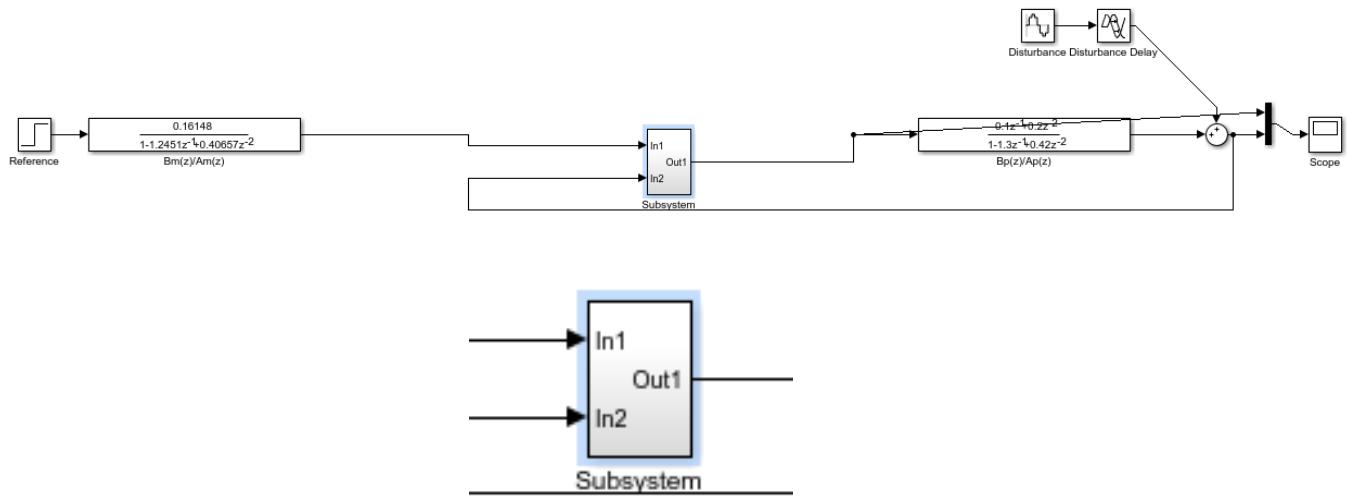 Disturbance Disturbance Delay
0.16148
1-1.2451z-1+0.40657z-2
Reference
Bm(z)/Am(z)
In1
Out1
In2
Subsystem
0.1z-1+0.2z-2
1-1.3z-1+0.42z-2
Bp(z)/Ap(z)
Scope
In1
Out1
In2
Subsystem